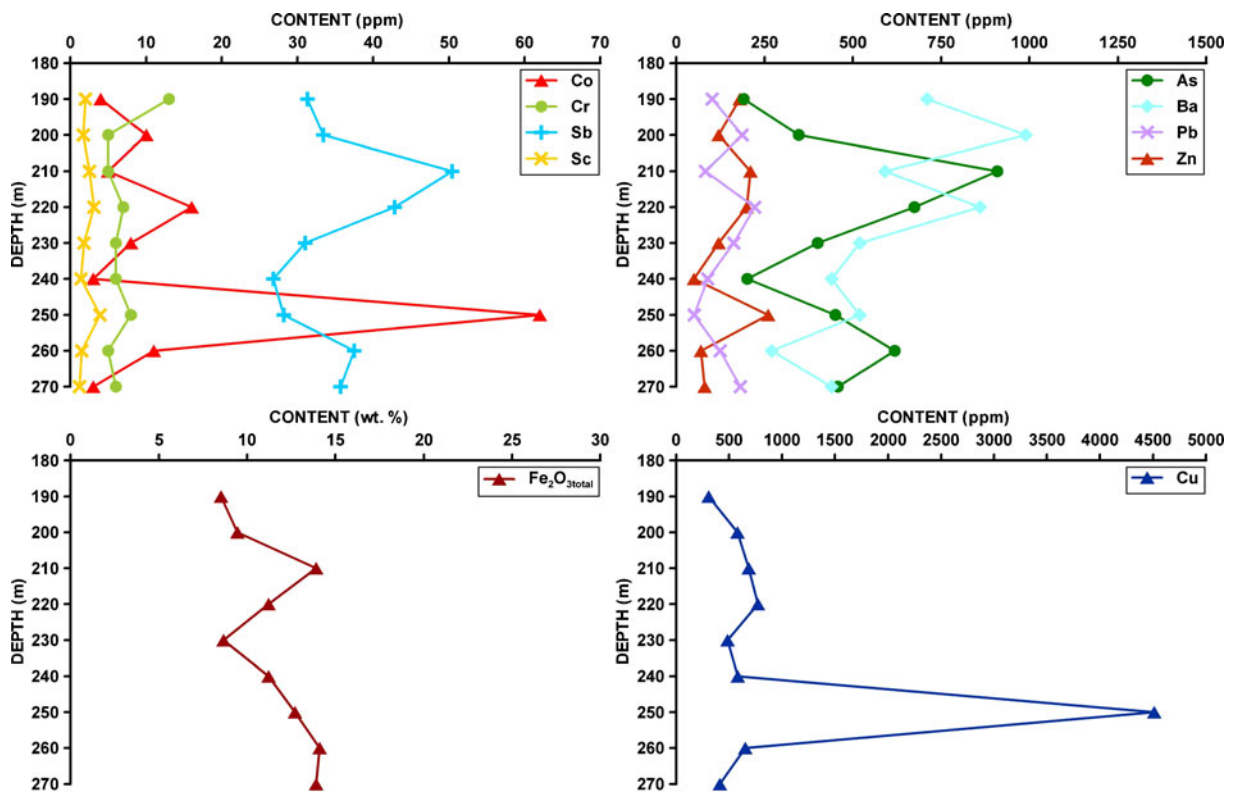 CONTENT (ppm)
0 10 20 30 40 50 60 70
180
190
200
210
220
230
240
250
260
270
DEPTH (m)
Co
Cr
Sb
Sc
CONTENT (ppm)
0 250 500 750 1000 1250 1500
180
190
200
210
220
230
240
250
260
270
DEPTH (m)
As
Ba
Pb
Zn
CONTENT (wt. %)
0 5 10 15 20 25 30
180
190
200
210
220
230
240
250
260
270
DEPTH (m)
Fe₂O₃total
CONTENT (ppm)
0 500 1000 1500 2000 2500 3000 3500 4000 4500 5000
180
190
200
210
220
230
240
250
260
270
DEPTH (m)
Cu